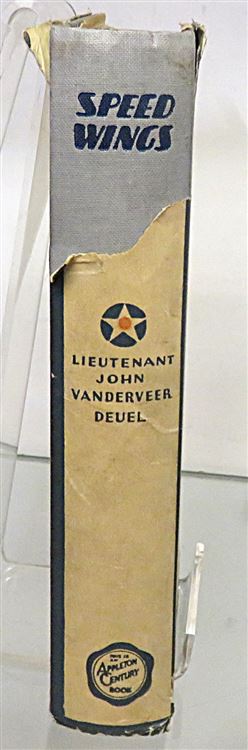 SPEED
WINGS
LIEUTENANT
JOHN
VANDERVEER
DEUEL
THIS IS
AN
APPLETON
CENTURY
BOOK